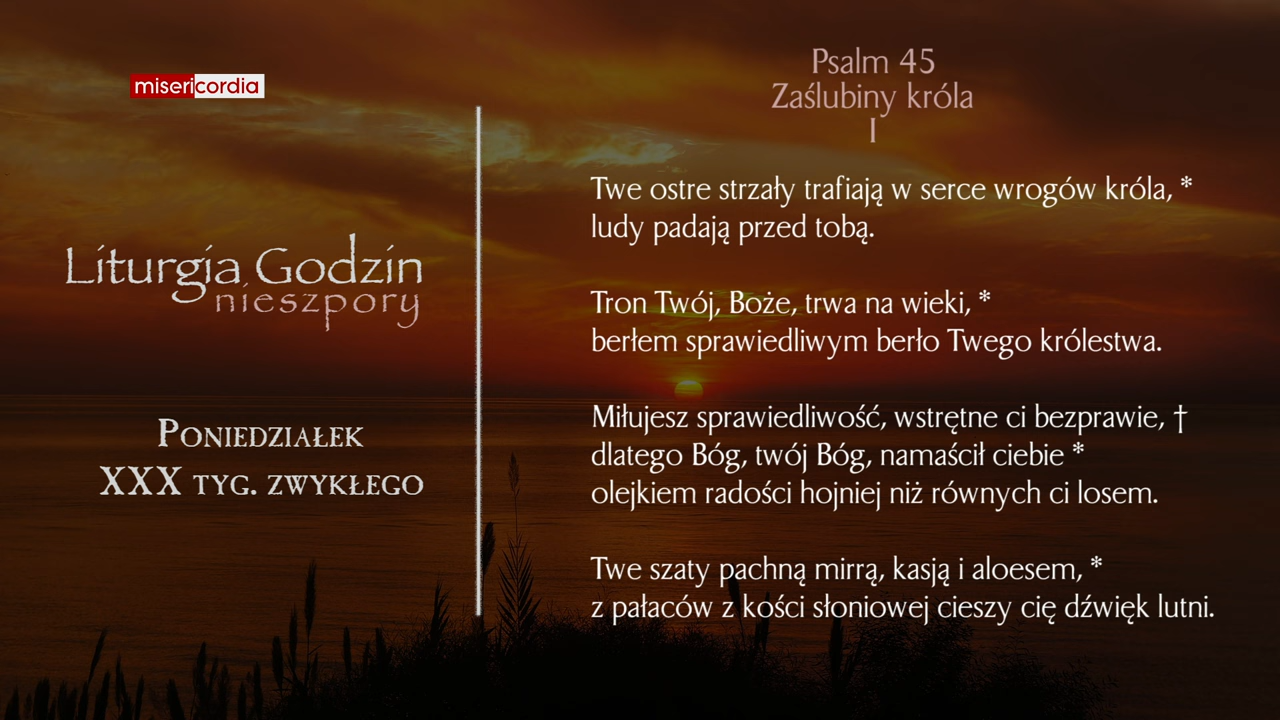 misericordia
Liturgia Godzin
nieszpory
Poniedziałek
XXX tyg. zwykłego
Psalm 45
Zaślubiny króla
I
Twe ostre strzały trafiają w serce wrogów króla, *
ludy padają przed tobą.
Tron Twój, Boże, trwa na wieki, *
berłem sprawiedliwym berło Twego królestwa.
Miłujesz sprawiedliwość, wstrętne ci bezprawie, †
dlatego Bóg, twój Bóg, namaścił ciebie *
olejkiem radości hojniej niż równych ci losem.
Twe szaty pachną mirrą, kasją i aloesem, *
z pałaców z kości słoniowej cieszy cię dźwięk lutni.